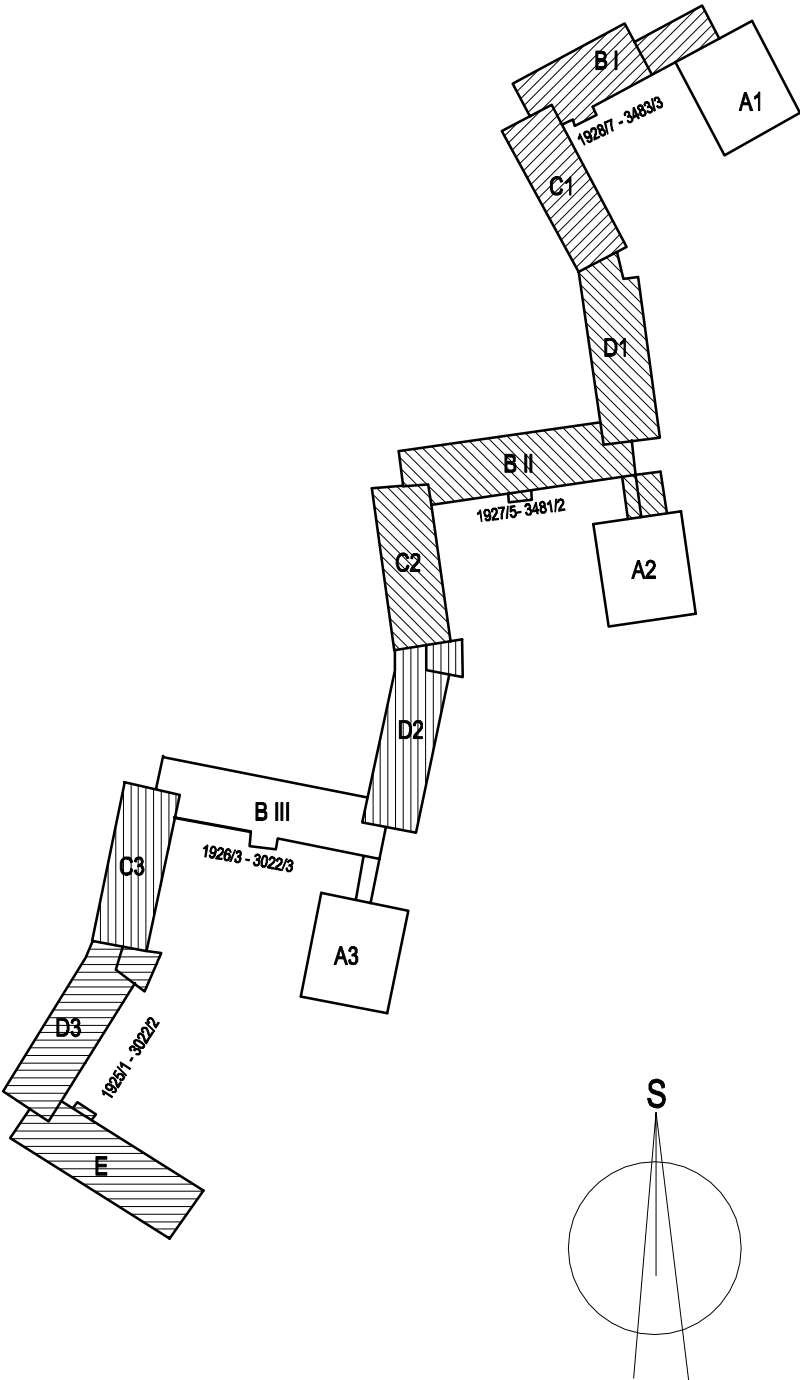 B I
A1
1928/7 - 3483/3
C1
D1
B II
1927/5- 3481/2
C2
A2
D2
B III
1926/3 - 3022/3
C3
A3
D3
1925/1 - 3022/2
E
S